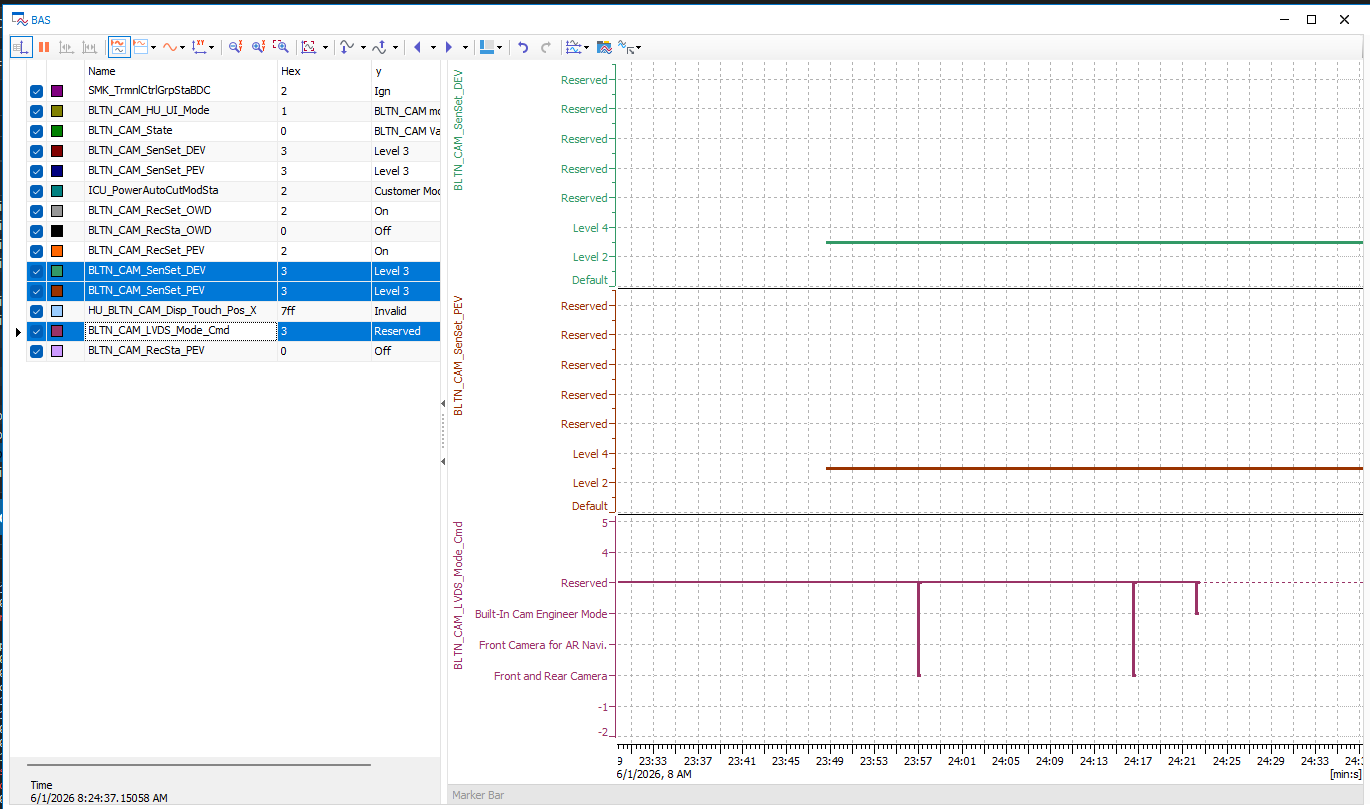 BAS
Name Hex y
SMK_TrmnlCtrlGrpStaBDC 2 Ign
BLTN_CAM_HU_UI_Mode 1 BLTN_CAM mo
BLTN_CAM_State 0 BLTN_CAM Va
BLTN_CAM_SenSet_DEV 3 Level 3
BLTN_CAM_SenSet_PEV 3 Level 3
ICU_PowerAutoCutModSta 2 Customer Moc
BLTN_CAM_RecSet_OWD 2 On
BLTN_CAM_RecSta_OWD 0 Off
BLTN_CAM_RecSet_PEV 2 On
BLTN_CAM_SenSet_DEV 3 Level 3
BLTN_CAM_SenSet_PEV 3 Level 3
HU_BLTN_CAM_Disp_Touch_Pos_X 7ff Invalid
BLTN_CAM_LVDS_Mode_Cmd 3 Reserved
BLTN_CAM_RecSta_PEV 0 Off
Time
6/1/2026 8:24:37.15058 AM
BLTN_CAM_SenSet_DEV
Reserved
Reserved
Reserved
Reserved
Reserved
Level 4
Level 2
Default
BLTN_CAM_SenSet_PEV
Reserved
Reserved
Reserved
Reserved
Reserved
Level 4
Level 2
Default
BLTN_CAM_LVDS_Mode_Cmd
5
4
Reserved
Built-In Cam Engineer Mode
Front Camera for AR Navi.
Front and Rear Camera
-1
-2
9 23:33 23:37 23:41 23:45 23:49 23:53 23:57 24:01 24:05 24:09 24:13 24:17 24:21 24:25 24:29 24:33 24:3
6/1/2026, 8 AM [min:s]
Marker Bar